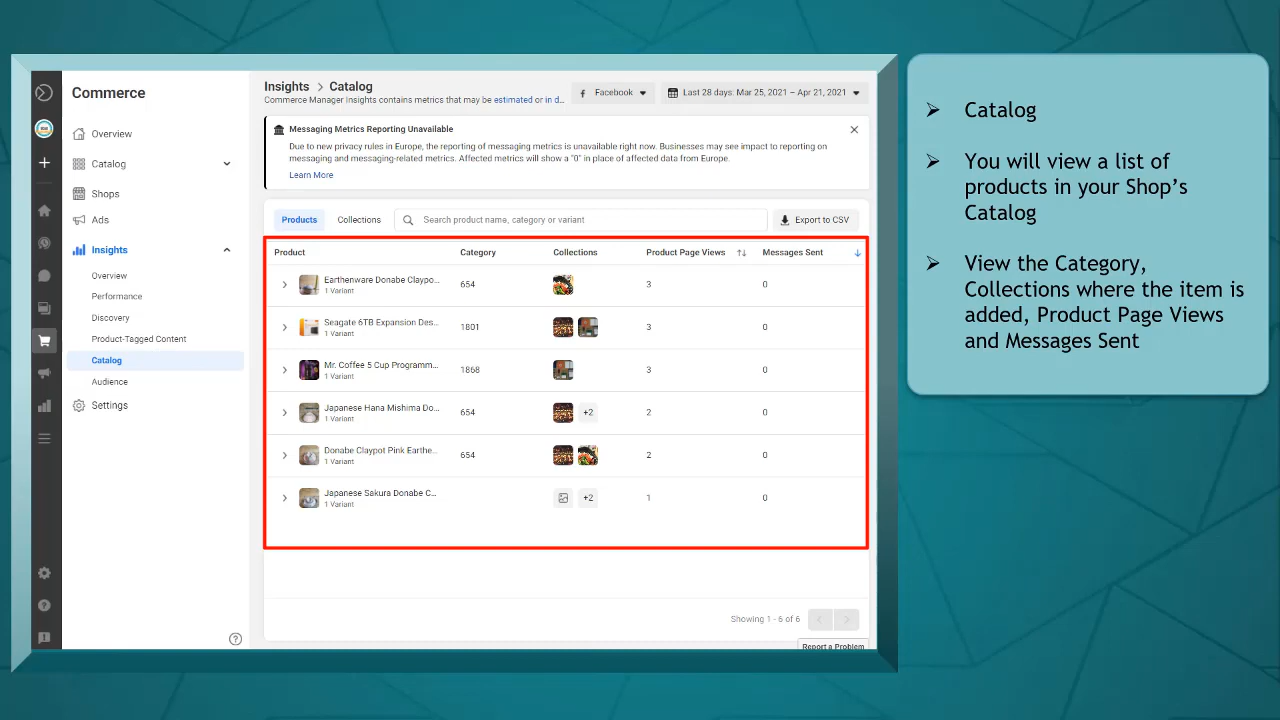 Commerce
Overview
Catalog
Shops
Ads
Insights
Overview
Performance
Discovery
Product-Tagged Content
Catalog
Audience
Settings
Insights > Catalog
Commerce Manager Insights contains metrics that may be estimated or in d...
Facebook
Last 28 days: Mar 25, 2021 – Apr 21, 2021
Messaging Metrics Reporting Unavailable
Due to new privacy rules in Europe, the reporting of messaging metrics is unavailable right now. Businesses may see impact to reporting on
messaging and messaging-related metrics. Affected metrics will show a "0" in place of affected data from Europe.
Learn More
Products Collections Search product name, category or variant Export to CSV
Product Category Collections Product Page Views Messages Sent
Earthenware Donabe Claypo... 654 3 0
1 Variant
Seagate 6TB Expansion Des... 1801 3 0
1 Variant
Mr. Coffee 5 Cup Programm... 1868 3 0
1 Variant
Japanese Hana Mishima Do... 654 +2 2 0
1 Variant
Donabe Claypot Pink Earthe... 654 2 0
1 Variant
Japanese Sakura Donabe C... +2 1 0
1 Variant
Showing 1 - 6 of 6
Report a Problem
Catalog
You will view a list of
products in your Shop's
Catalog
View the Category,
Collections where the item is
added, Product Page Views
and Messages Sent